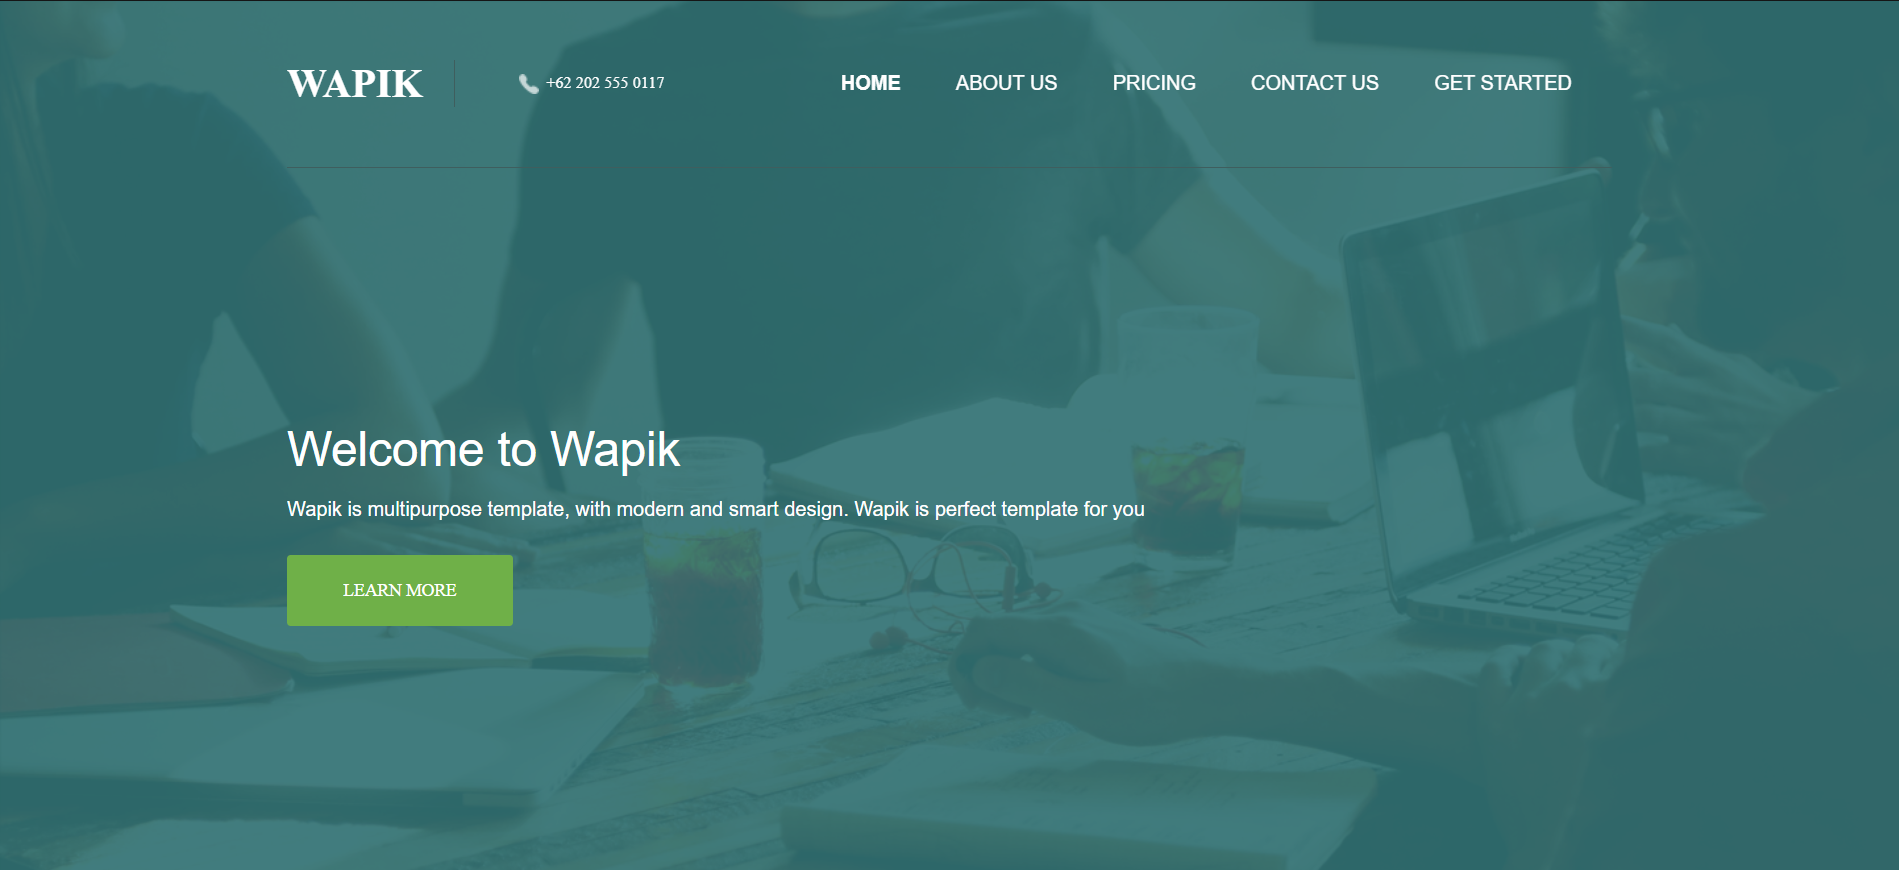 WAPIK
+62 202 555 0117
HOME ABOUT US PRICING CONTACT US GET STARTED
Welcome to Wapik
Wapik is multipurpose template, with modern and smart design. Wapik is perfect template for you
LEARN MORE